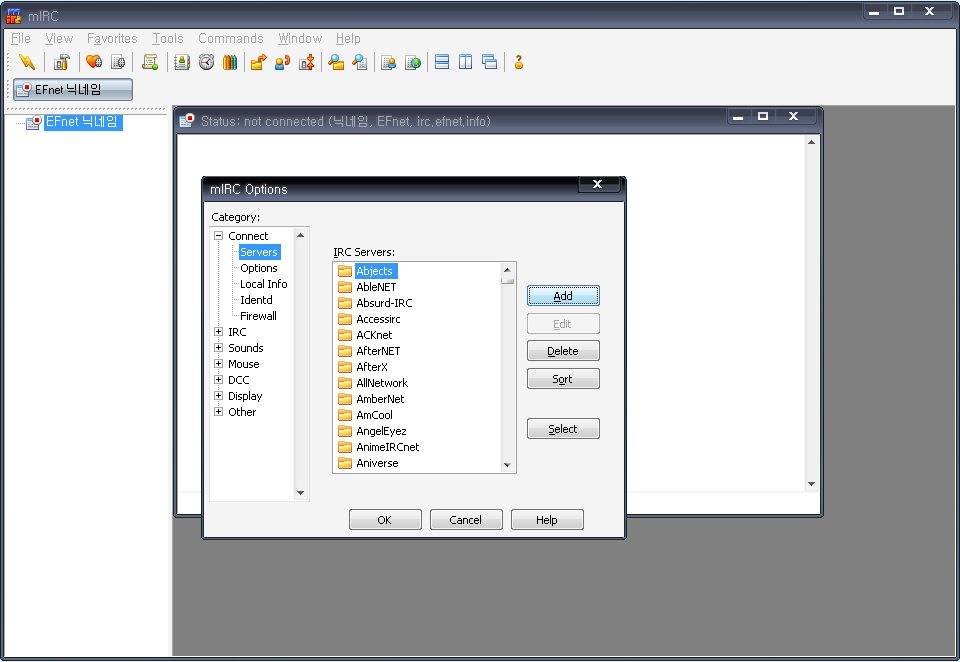 mIRC
File View Favorites Tools Commands Window Help
EFnet 닉네임
EFnet 닉네임
Status: not connected (닉네임, EFnet, irc.efnet.info)
mIRC Options
Category:
Connect
Servers
Options
Local Info
Identd
Firewall
IRC
Sounds
Mouse
DCC
Display
Other
IRC Servers:
Abjects
AbleNET
Absurd-IRC
Accessirc
ACKnet
AfterNET
AfterX
AllNetwork
AmberNet
AmCool
AngelEyez
AnimeIRCnet
Aniverse
Add
Edit
Delete
Sort
Select
OK Cancel Help